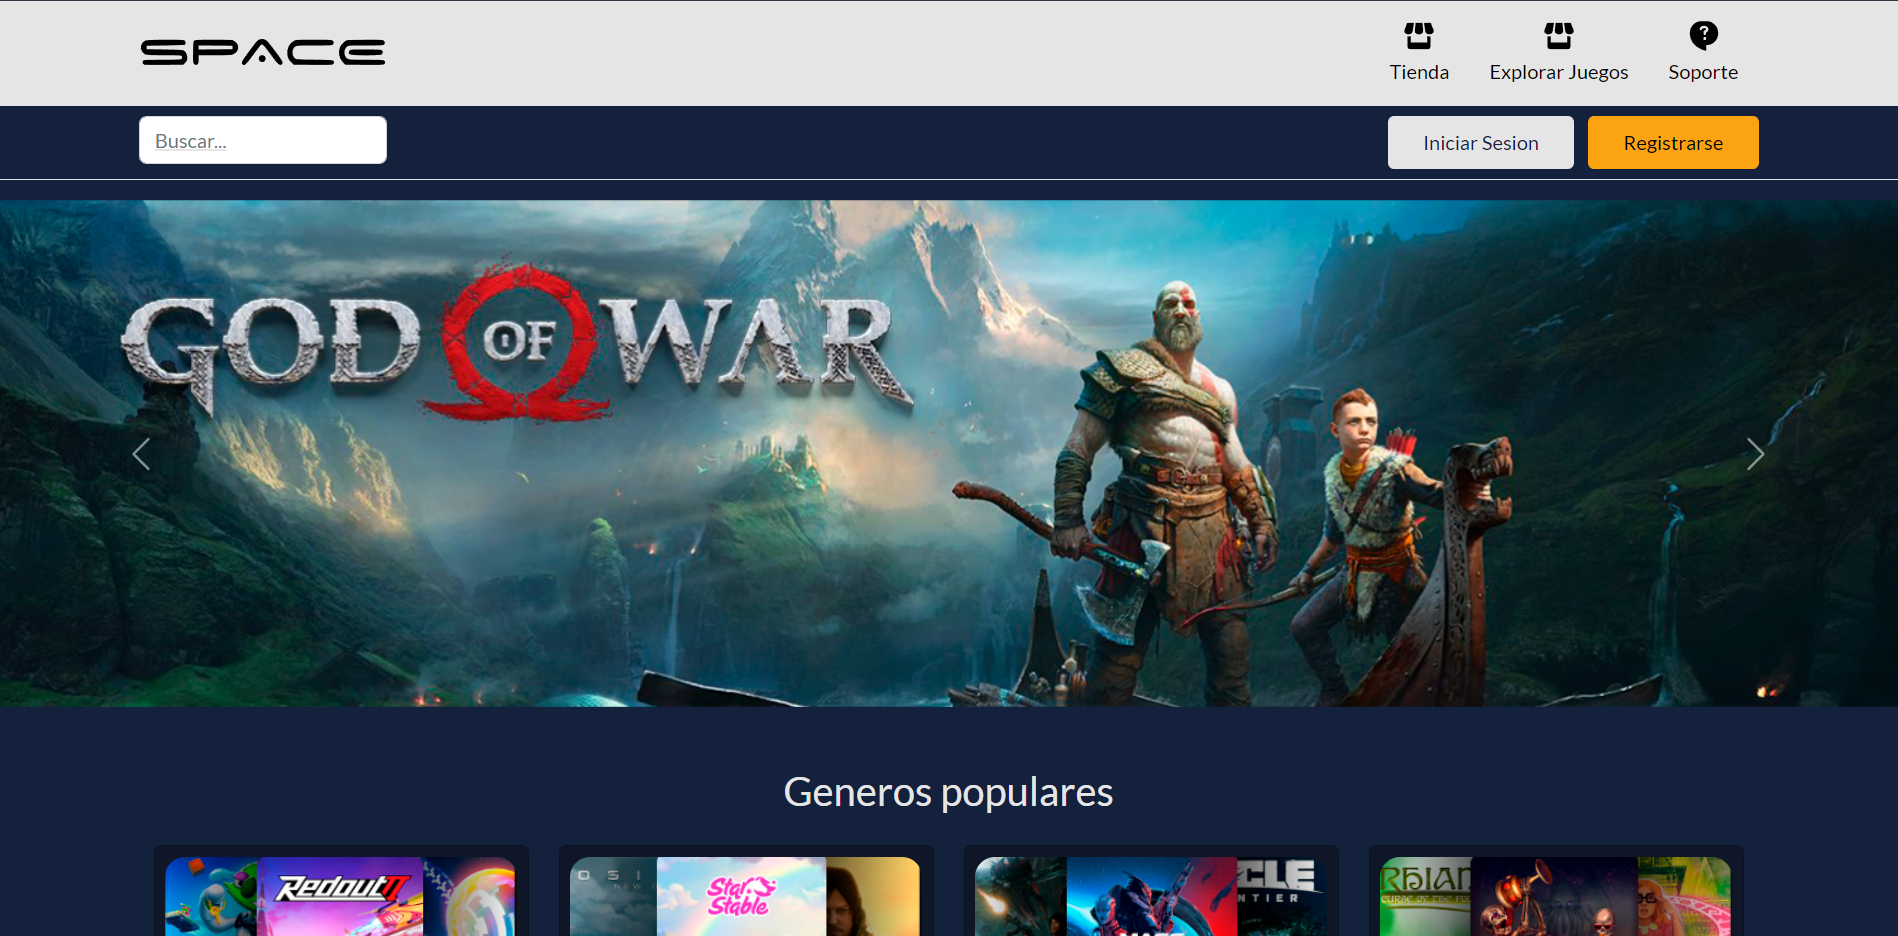 SPACE
Tienda
Explorar Juegos
Soporte
Buscar...
Iniciar Sesion
Registrarse
GOD OF WAR
Generos populares
Redout II
Star Stable
CLE
NTIER
RHIAN